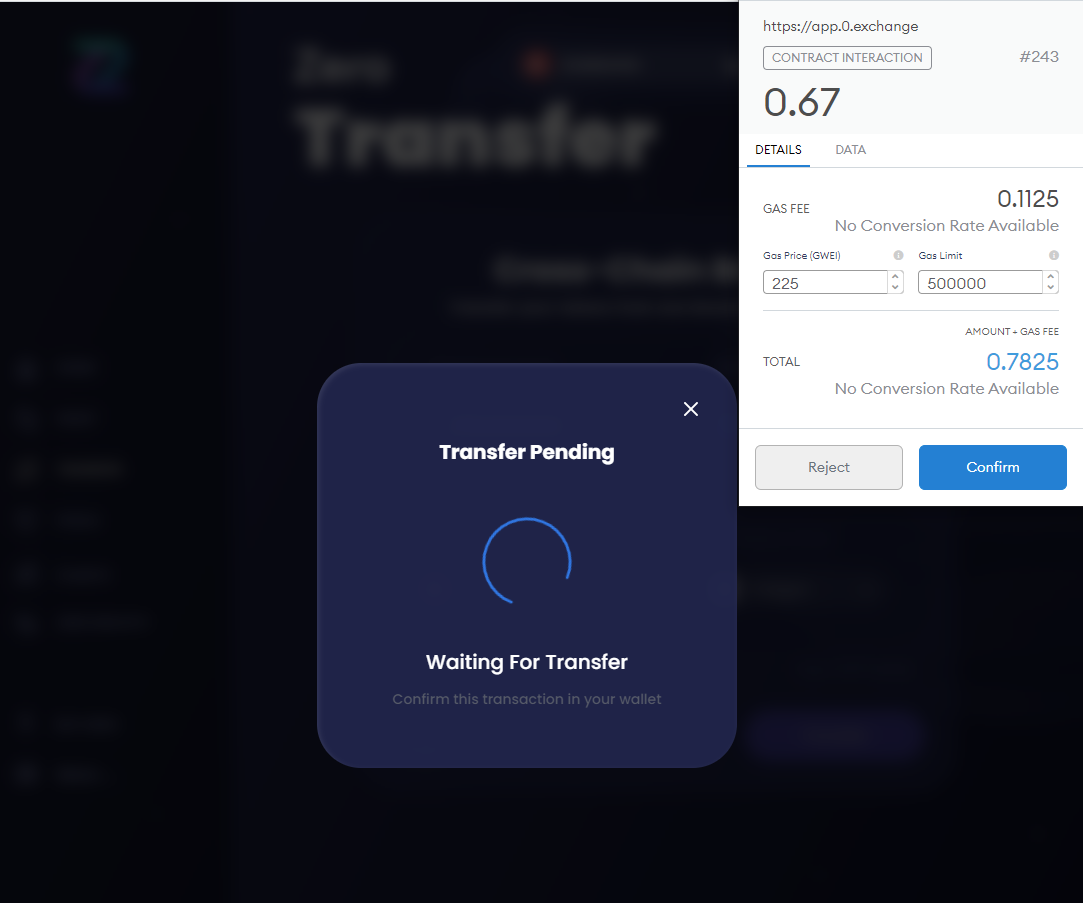 Zero
Transfer
https://app.0.exchange
CONTRACT INTERACTION
#243
0.67
DETAILS
DATA
GAS FEE
0.1125
No Conversion Rate Available
Gas Price (GWEI)
Gas Limit
225
500000
AMOUNT + GAS FEE
TOTAL
0.7825
No Conversion Rate Available
Reject
Confirm
Transfer Pending
Waiting For Transfer
Confirm this transaction in your wallet